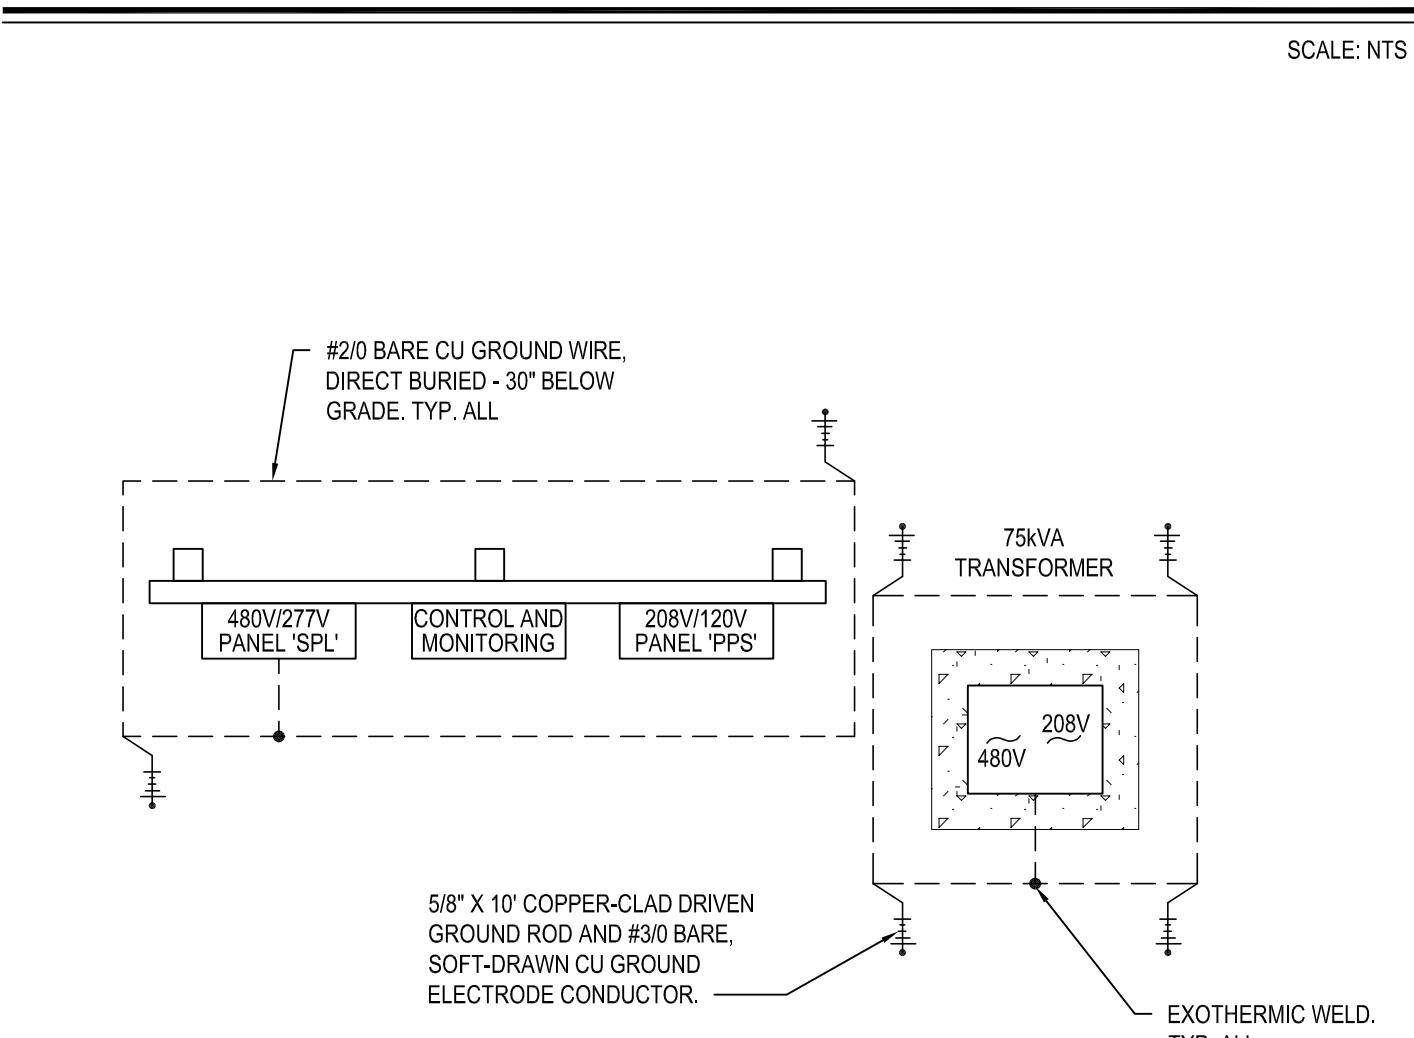 SCALE: NTS
#2/0 BARE CU GROUND WIRE,
DIRECT BURIED - 30" BELOW
GRADE. TYP. ALL
75kVA
TRANSFORMER
480V/277V
PANEL 'SPL'
CONTROL AND
MONITORING
208V/120V
PANEL 'PPS'
208V
480V
5/8" X 10' COPPER-CLAD DRIVEN
GROUND ROD AND #3/0 BARE,
SOFT-DRAWN CU GROUND
ELECTRODE CONDUCTOR.
EXOTHERMIC WELD.
TYP. ALL